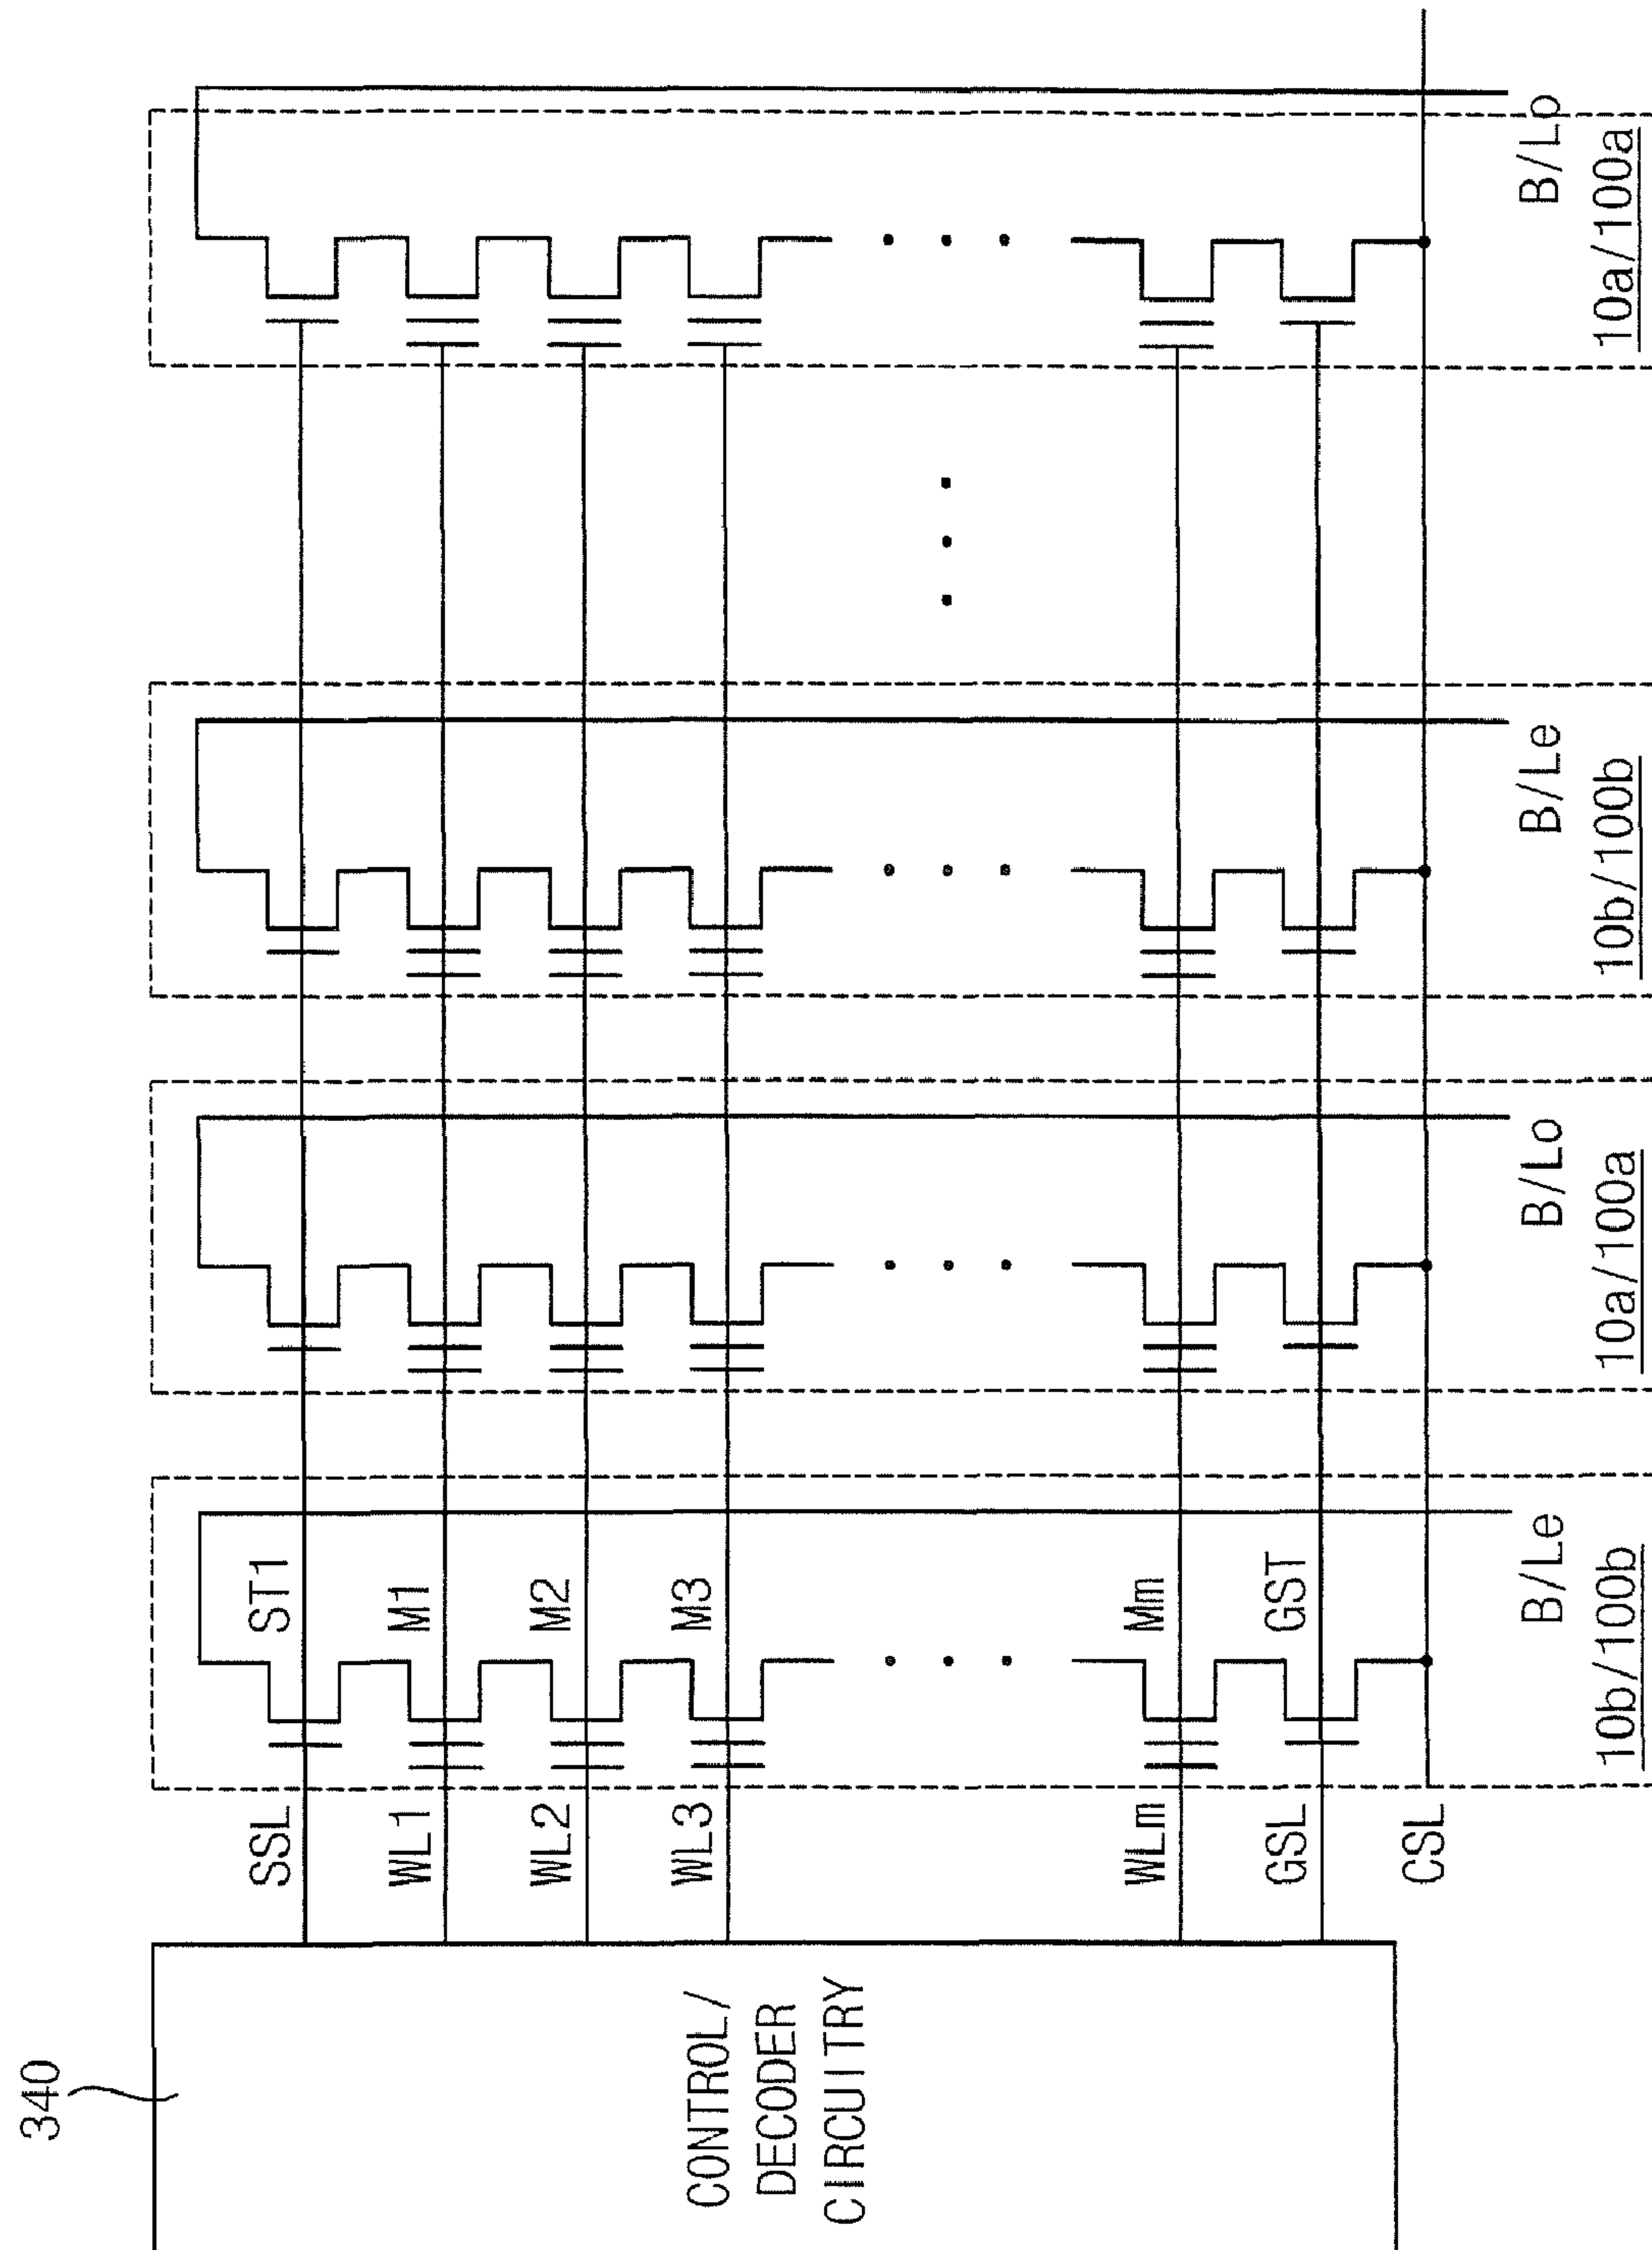 340
CONTROL/
DECODER
CIRCUITRY
SSL
ST1
WL1
M1
WL2
M2
WL3
M3
WLm
Mm
GSL
GST
CSL
B/Le
B/Lo
B/Le
B/Lo
10b/100b
10a/100a
10b/100b
10a/100a